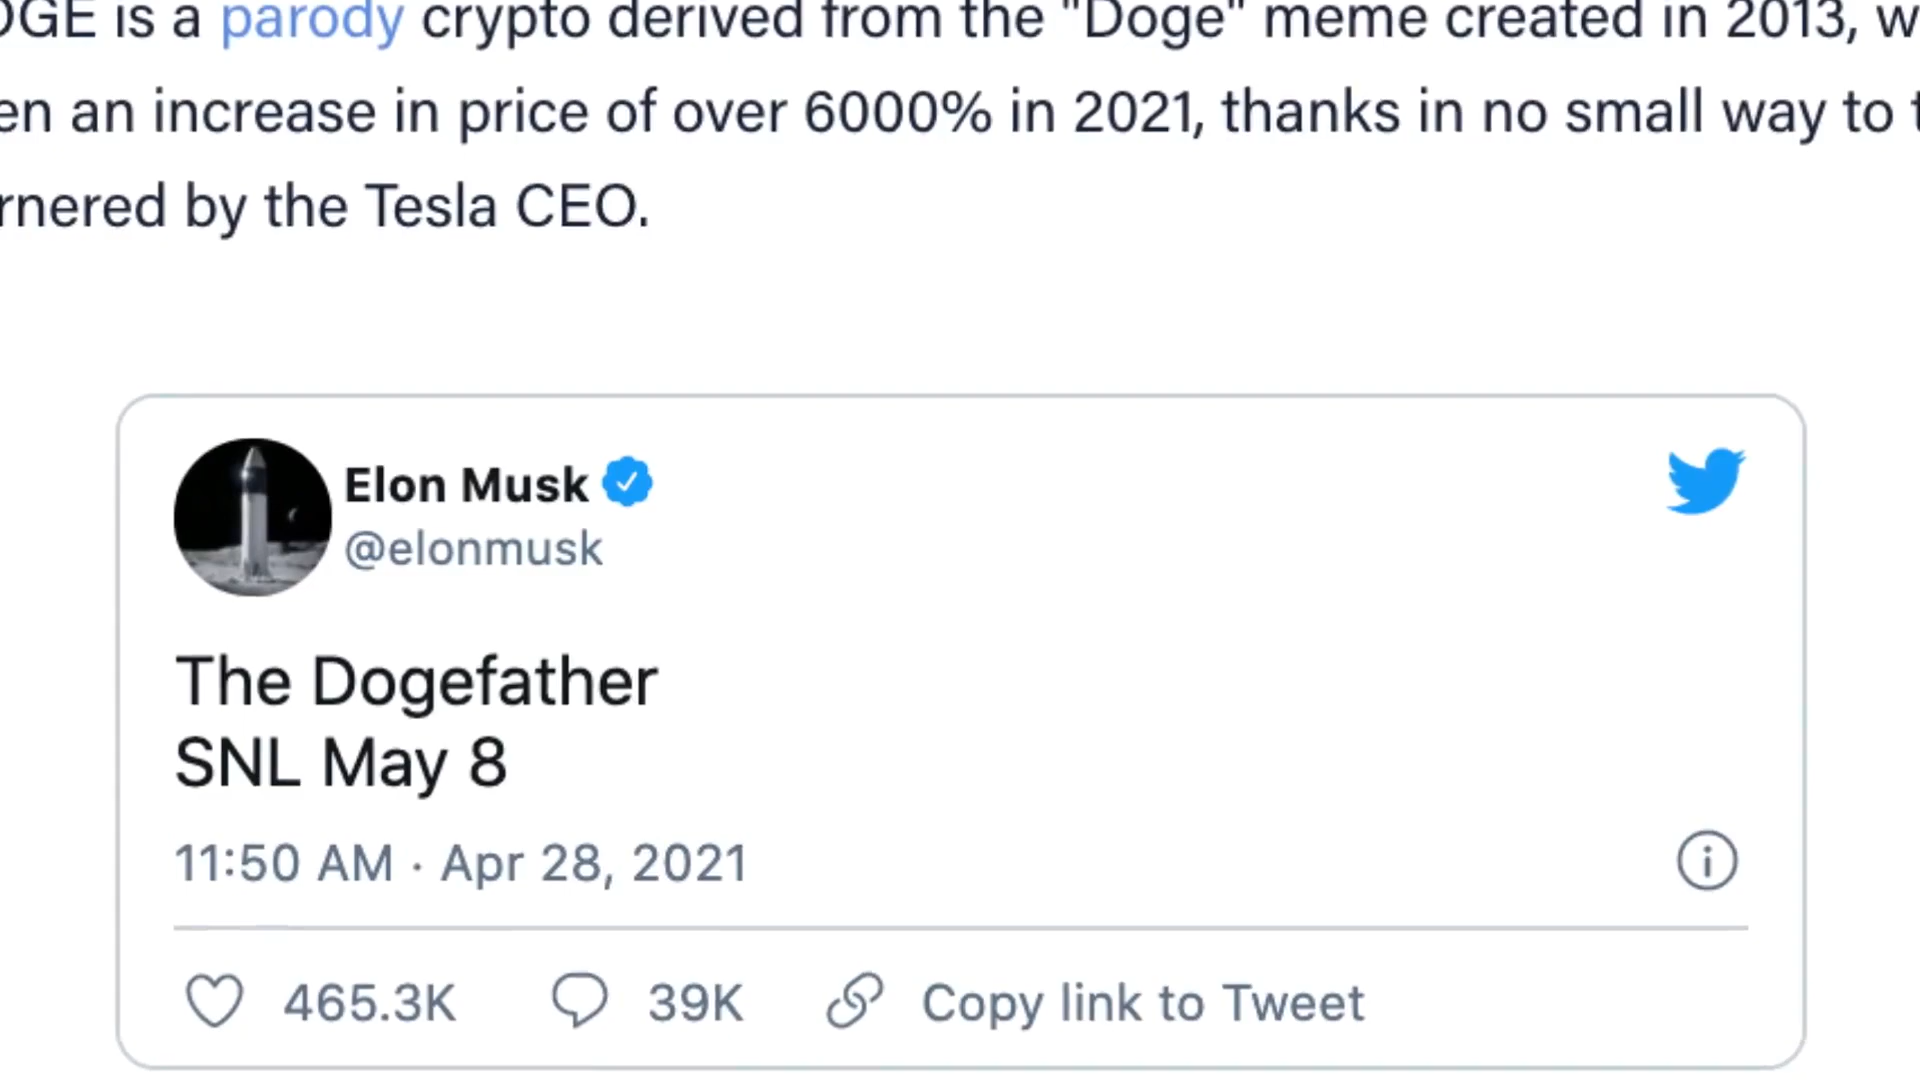 OGE is a parody crypto derived from the "Doge" meme created in 2013, w
en an increase in price of over 6000% in 2021, thanks in no small way to t
rnered by the Tesla CEO.
Elon Musk
@elonmusk
The Dogefather
SNL May 8
11:50 AM · Apr 28, 2021
465.3K 39K Copy link to Tweet